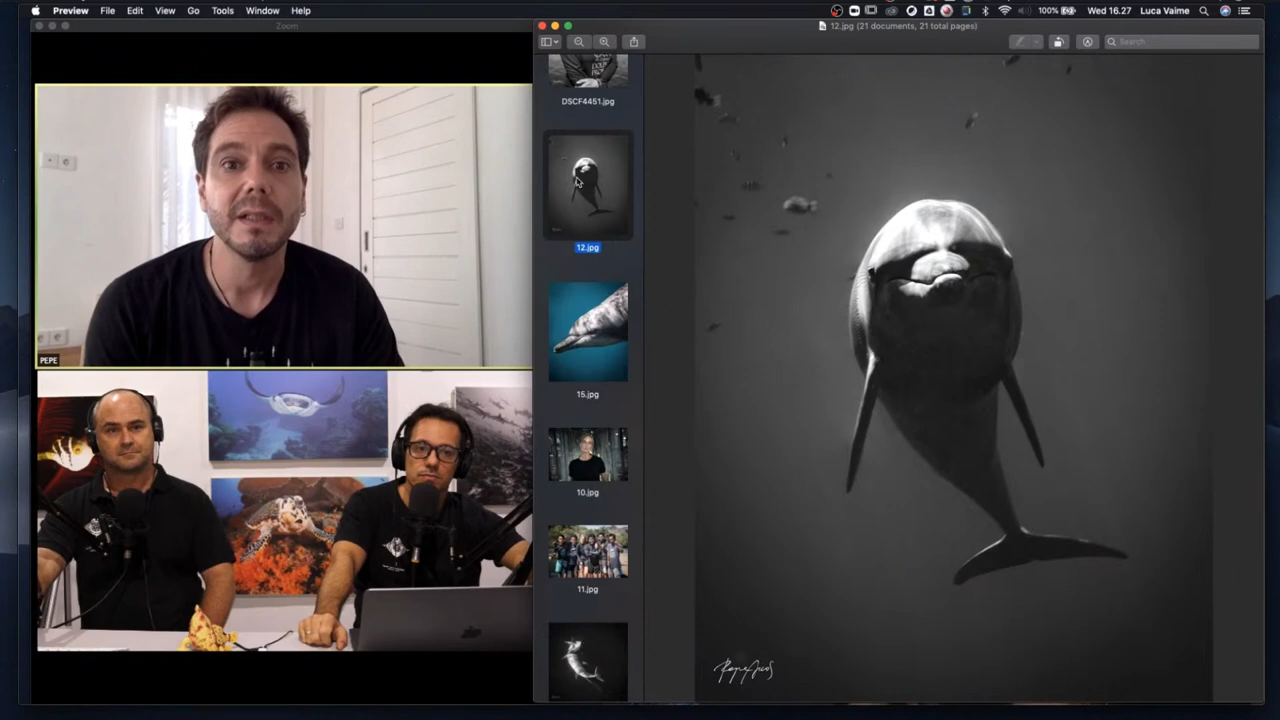 Preview File Edit View Go Tools Window Help
100% Wed 16.27 Luca Vaime
Zoom
12.jpg (21 documents, 21 total pages)
Search
DSCF4451.jpg
12.jpg
15.jpg
10.jpg
11.jpg
PEPE